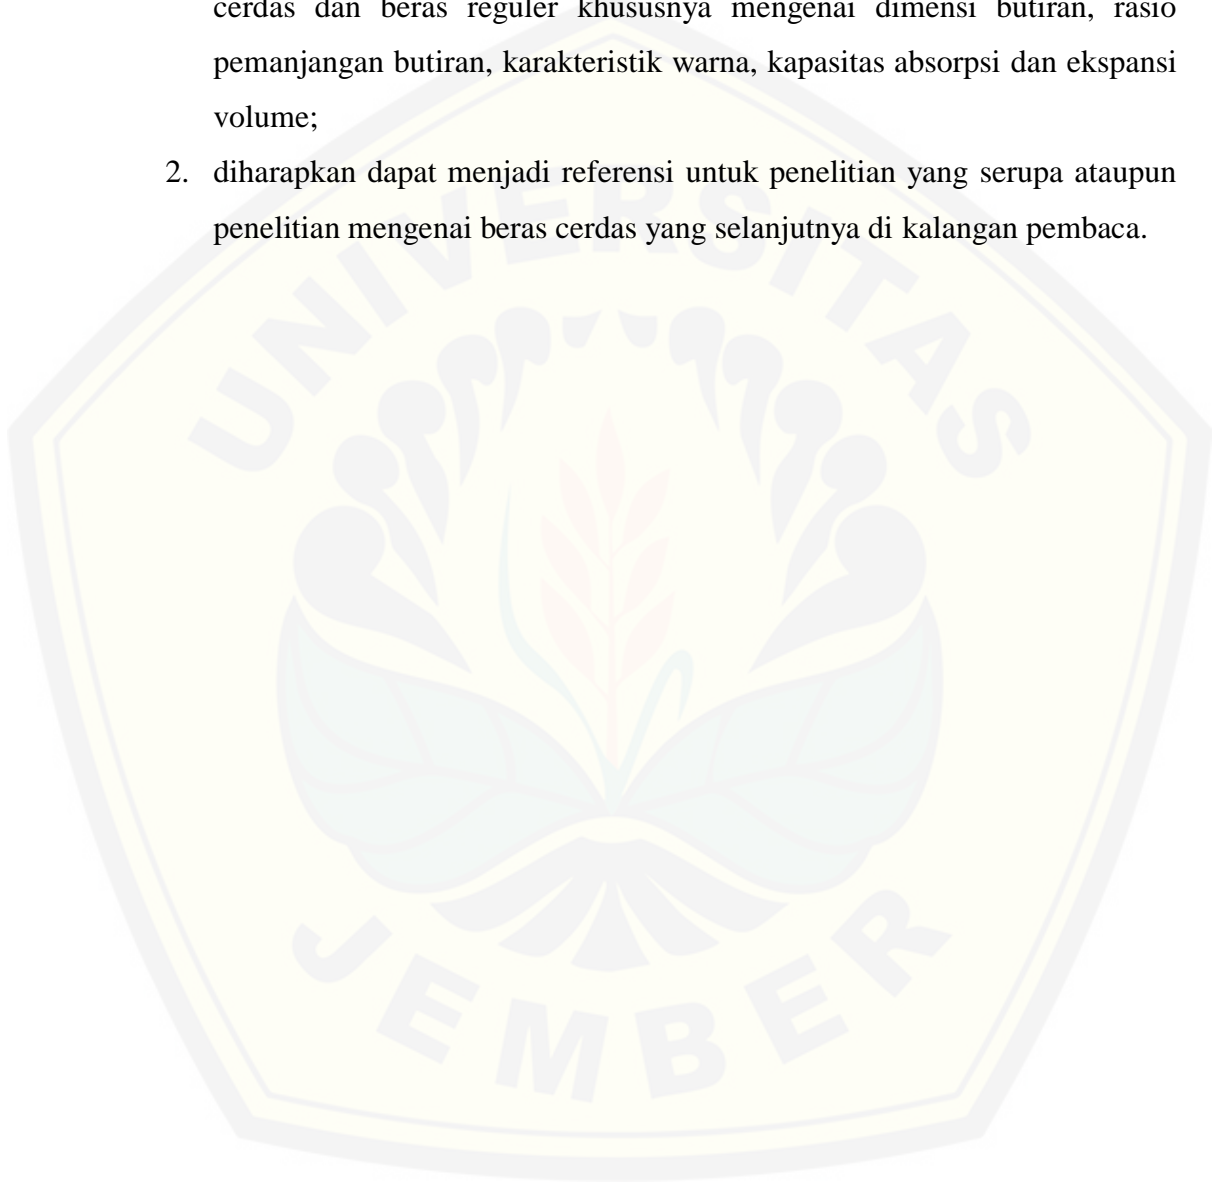 cerdas dan beras reguler khususnya mengenai dimensi butiran, rasio
pemanjangan butiran, karakteristik warna, kapasitas absorpsi dan ekspansi
volume;
2. diharapkan dapat menjadi referensi untuk penelitian yang serupa ataupun
penelitian mengenai beras cerdas yang selanjutnya di kalangan pembaca.
UNIVERSITAS
JEMBER